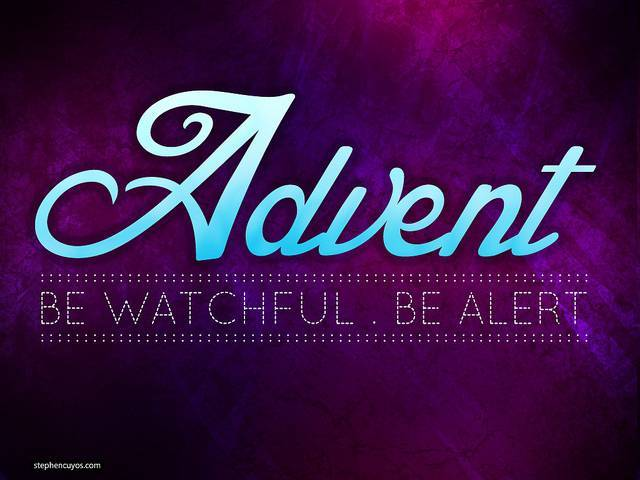 Advent
BE WATCHFUL . BE ALERT
stephencuyos.com